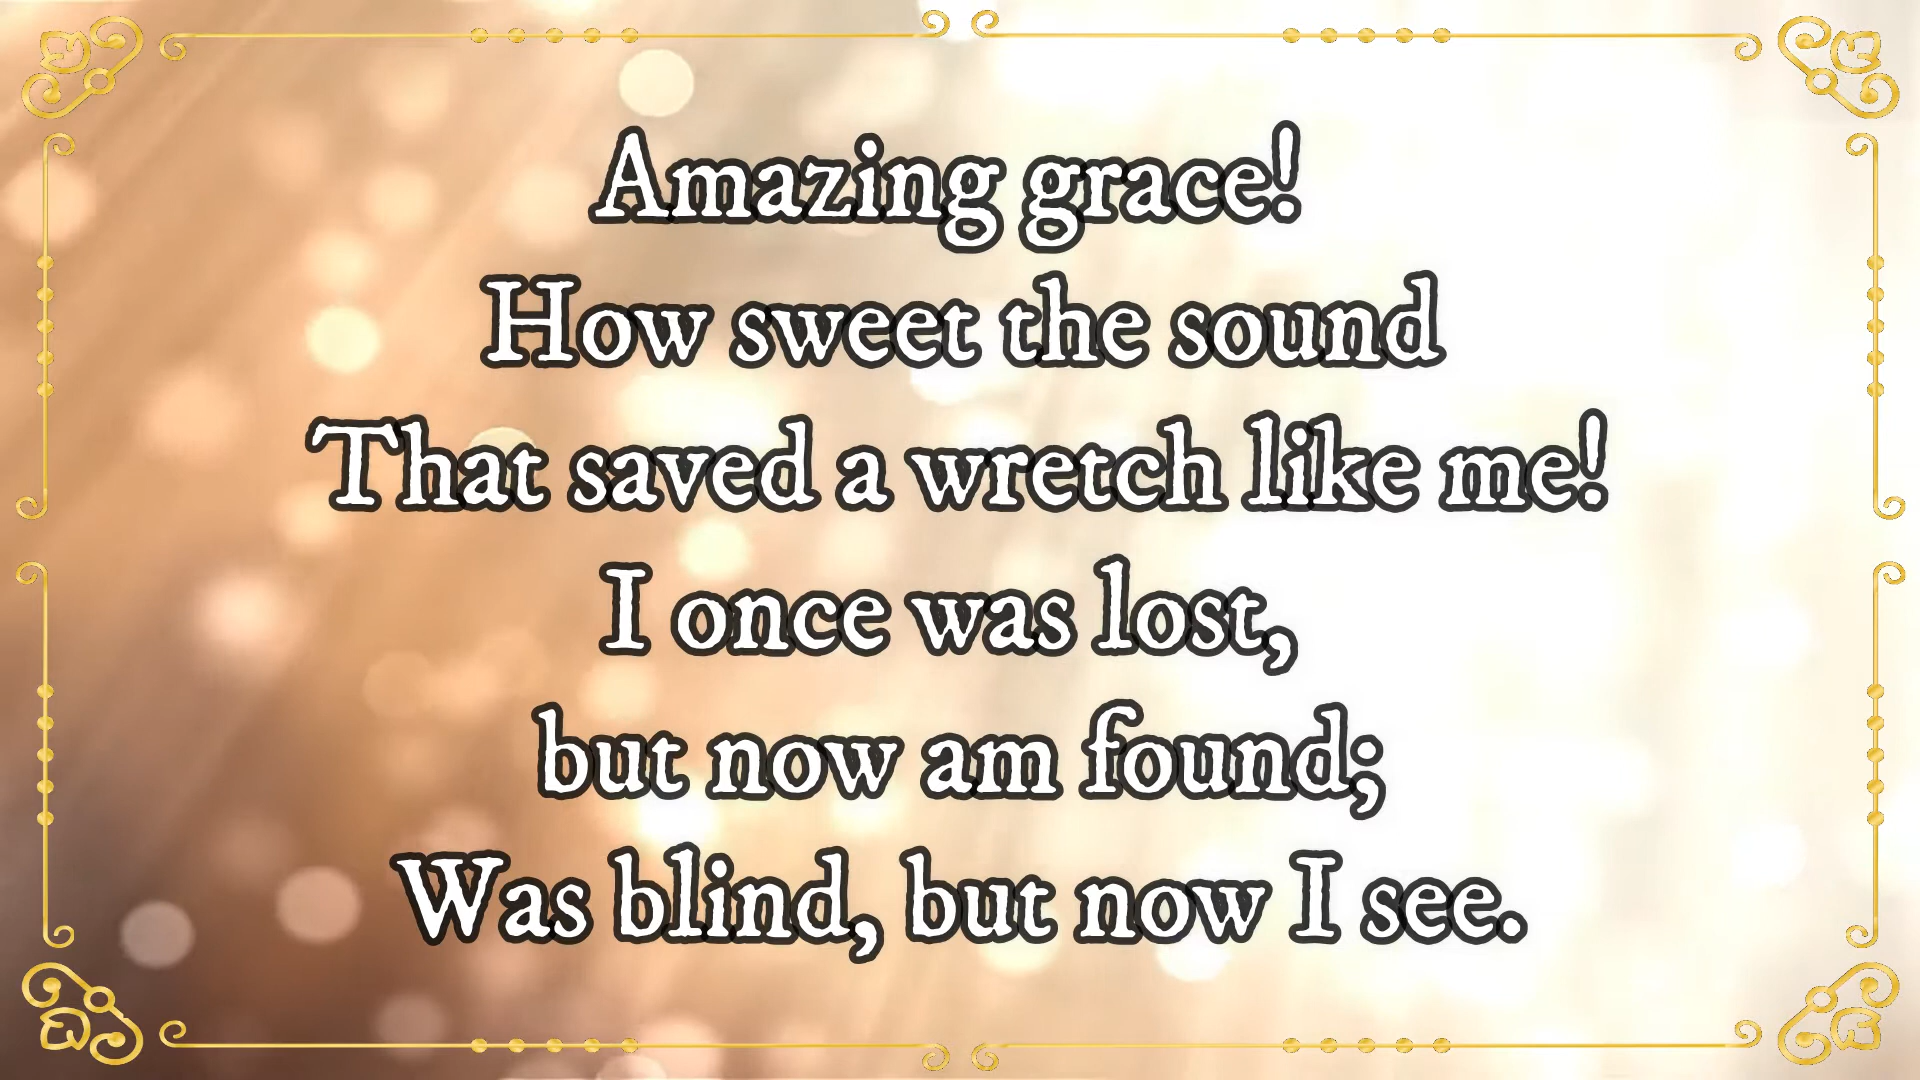 Amazing grace!
How sweet the sound
That saved a wretch like me!
I once was lost,
but now am found;
Was blind, but now I see.